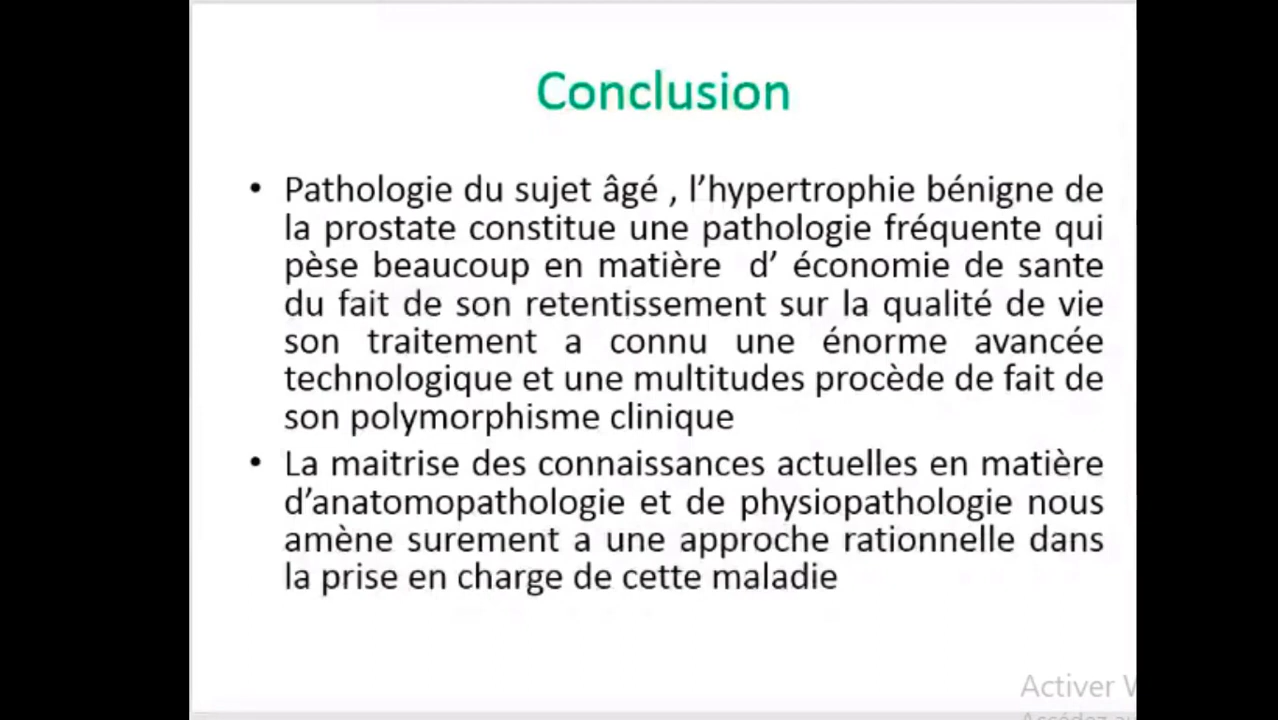 Conclusion
• Pathologie du sujet âgé , l’hypertrophie bénigne de
la prostate constitue une pathologie fréquente qui
pèse beaucoup en matière d’ économie de sante
du fait de son retentissement sur la qualité de vie
son traitement a connu une énorme avancée
technologique et une multitudes procède de fait de
son polymorphisme clinique
• La maitrise des connaissances actuelles en matière
d’anatomopathologie et de physiopathologie nous
amène surement a une approche rationnelle dans
la prise en charge de cette maladie
Activer